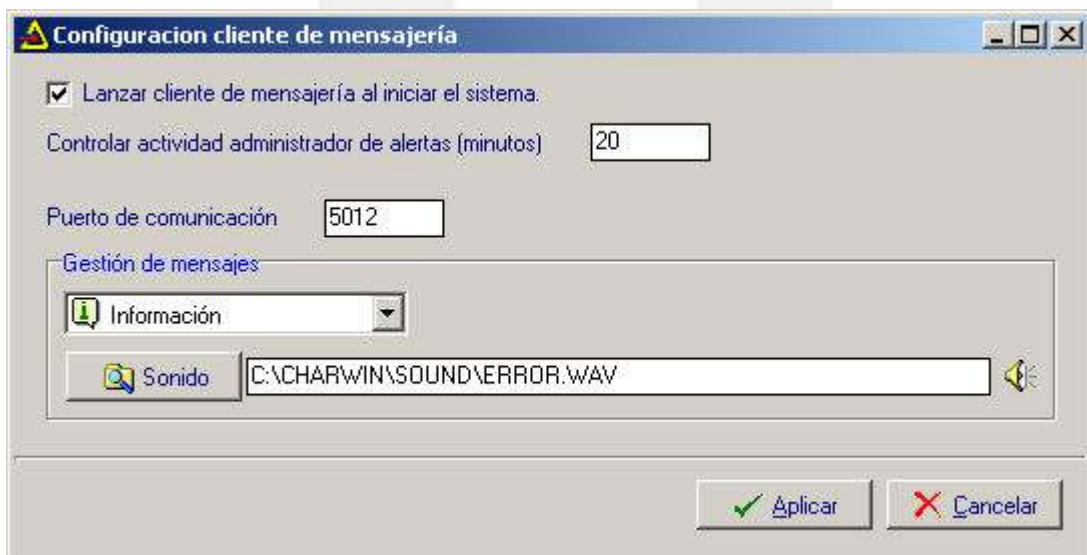 Configuracion cliente de mensajería
Lanzar cliente de mensajería al iniciar el sistema.
Controlar actividad administrador de alertas (minutos) 20
Puerto de comunicación 5012
Gestión de mensajes
Información
Sonido C:\CHARWIN\SOUND\ERROR.WAV
Aplicar Cancelar